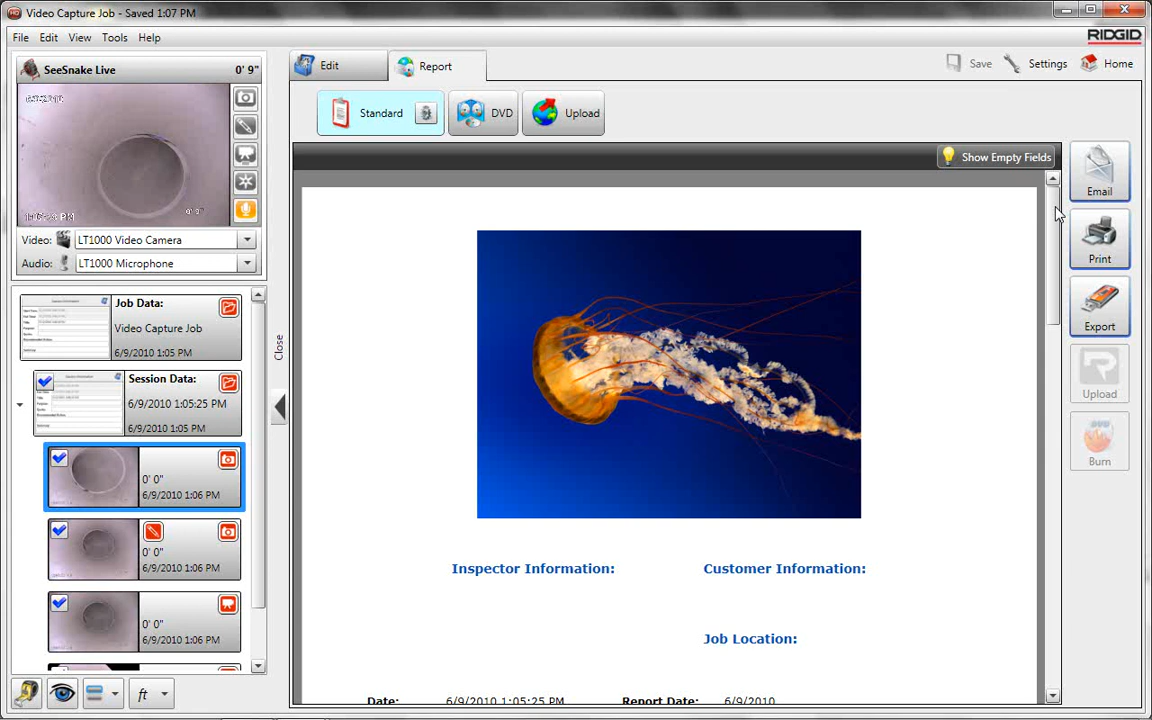 Video Capture Job - Saved 1:07 PM
File Edit View Tools Help
RIDGID
SeeSnake Live 0' 9"
Edit
Report
Save Settings Home
Standard
DVD
Upload
Show Empty Fields
0' 0"
Video: LT1000 Video Camera
Audio: LT1000 Microphone
Job Data:
Video Capture Job
6/9/2010 1:05 PM
Session Data:
6/9/2010 1:05:25 PM
6/9/2010 1:05 PM
0' 0"
6/9/2010 1:06 PM
0' 0"
6/9/2010 1:06 PM
0' 0"
6/9/2010 1:06 PM
ft
Close
Inspector Information:
Customer Information:
Job Location:
Date: 6/9/2010 1:05:25 PM Report Date: 6/9/2010
Email
Print
Export
Upload
Burn